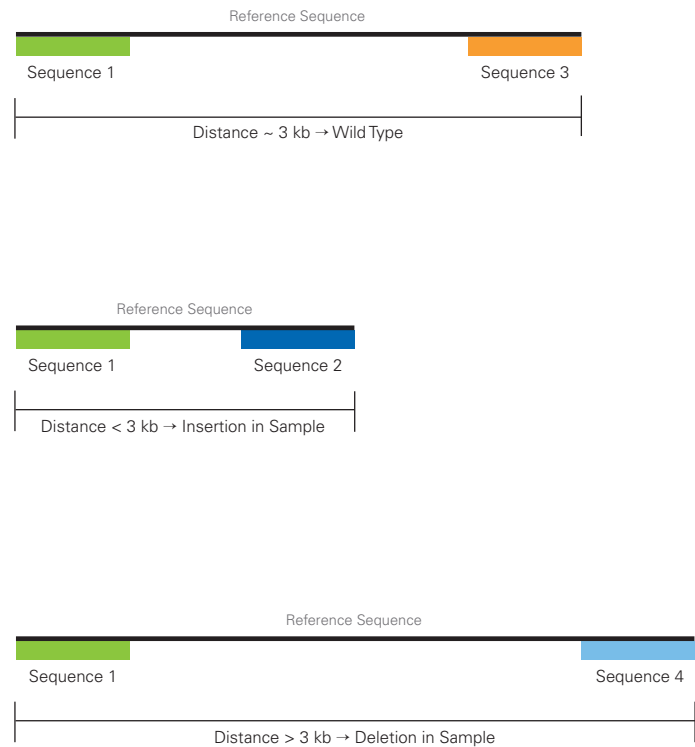 Reference Sequence
Sequence 1
Sequence 3
Distance ~ 3 kb → Wild Type
Reference Sequence
Sequence 1
Sequence 2
Distance < 3 kb → Insertion in Sample
Reference Sequence
Sequence 1
Sequence 4
Distance > 3 kb → Deletion in Sample